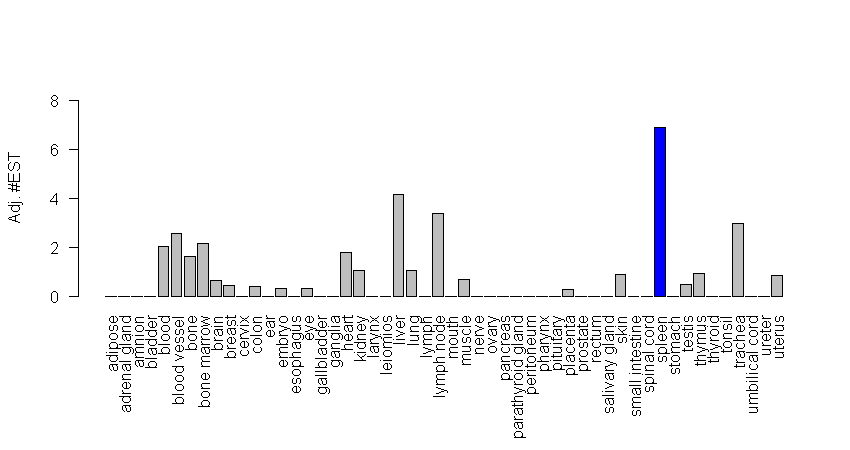 8
6
4
2
0
Adj. #EST
adipose
adrenal gland
amnion
bladder
blood
blood vessel
bone
bone marrow
brain
breast
cervix
colon
ear
embryo
esophagus
eye
gallbladder
ganglia
heart
kidney
larynx
leiomios
liver
lung
lymph
lymph node
mouth
muscle
nerve
ovary
pancreas
parathyroid gland
peritoneum
pharynx
pituitary
placenta
prostate
rectum
salivary gland
skin
small intestine
spinal cord
spleen
stomach
testis
thymus
thyroid
tonsil
trachea
umbilical cord
ureter
uterus